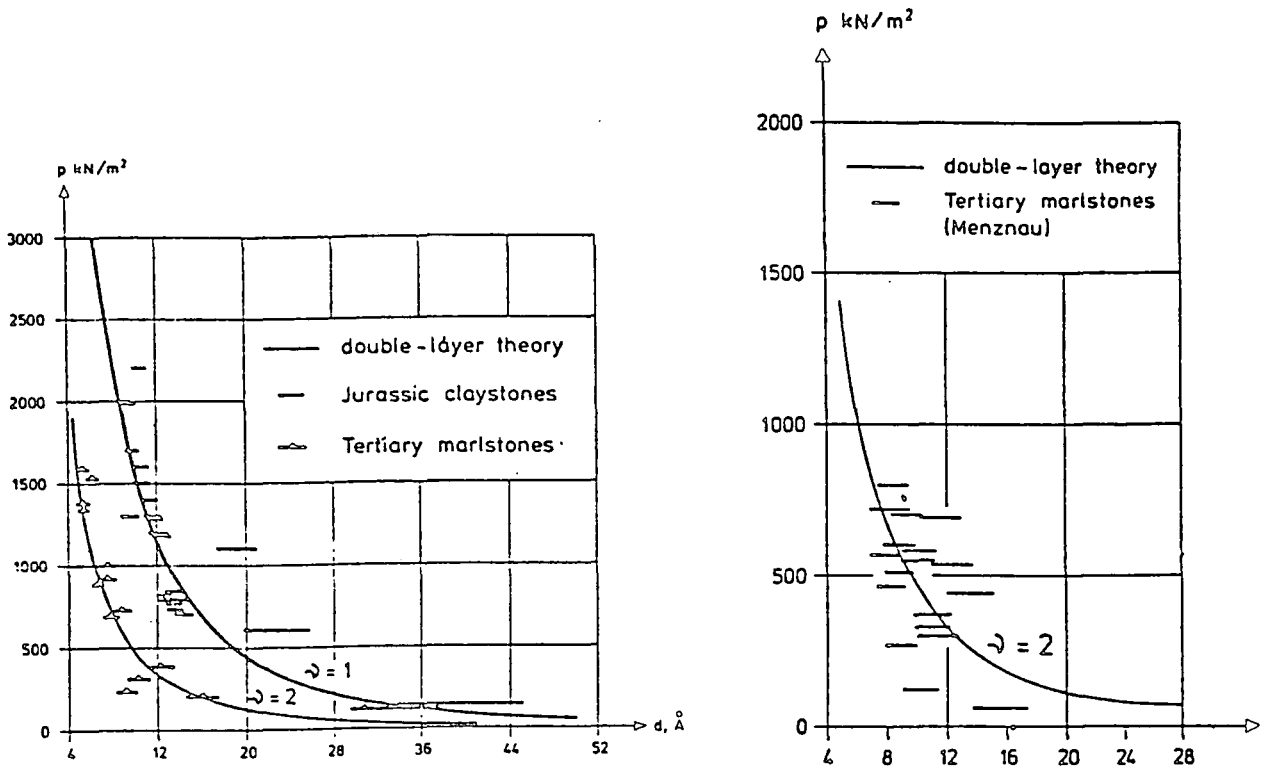 p kN/m²
3000
2500
2000
1500
1000
500
0
double-layer theory
Jurassic claystones
Tertiary marlstones
ν = 1
ν = 2
4 12 20 28 36 44 52
d, Å
p kN/m²
2000
1500
1000
500
0
double-layer theory
Tertiary marlstones
(Menznau)
ν = 2
4 8 12 16 20 24 28